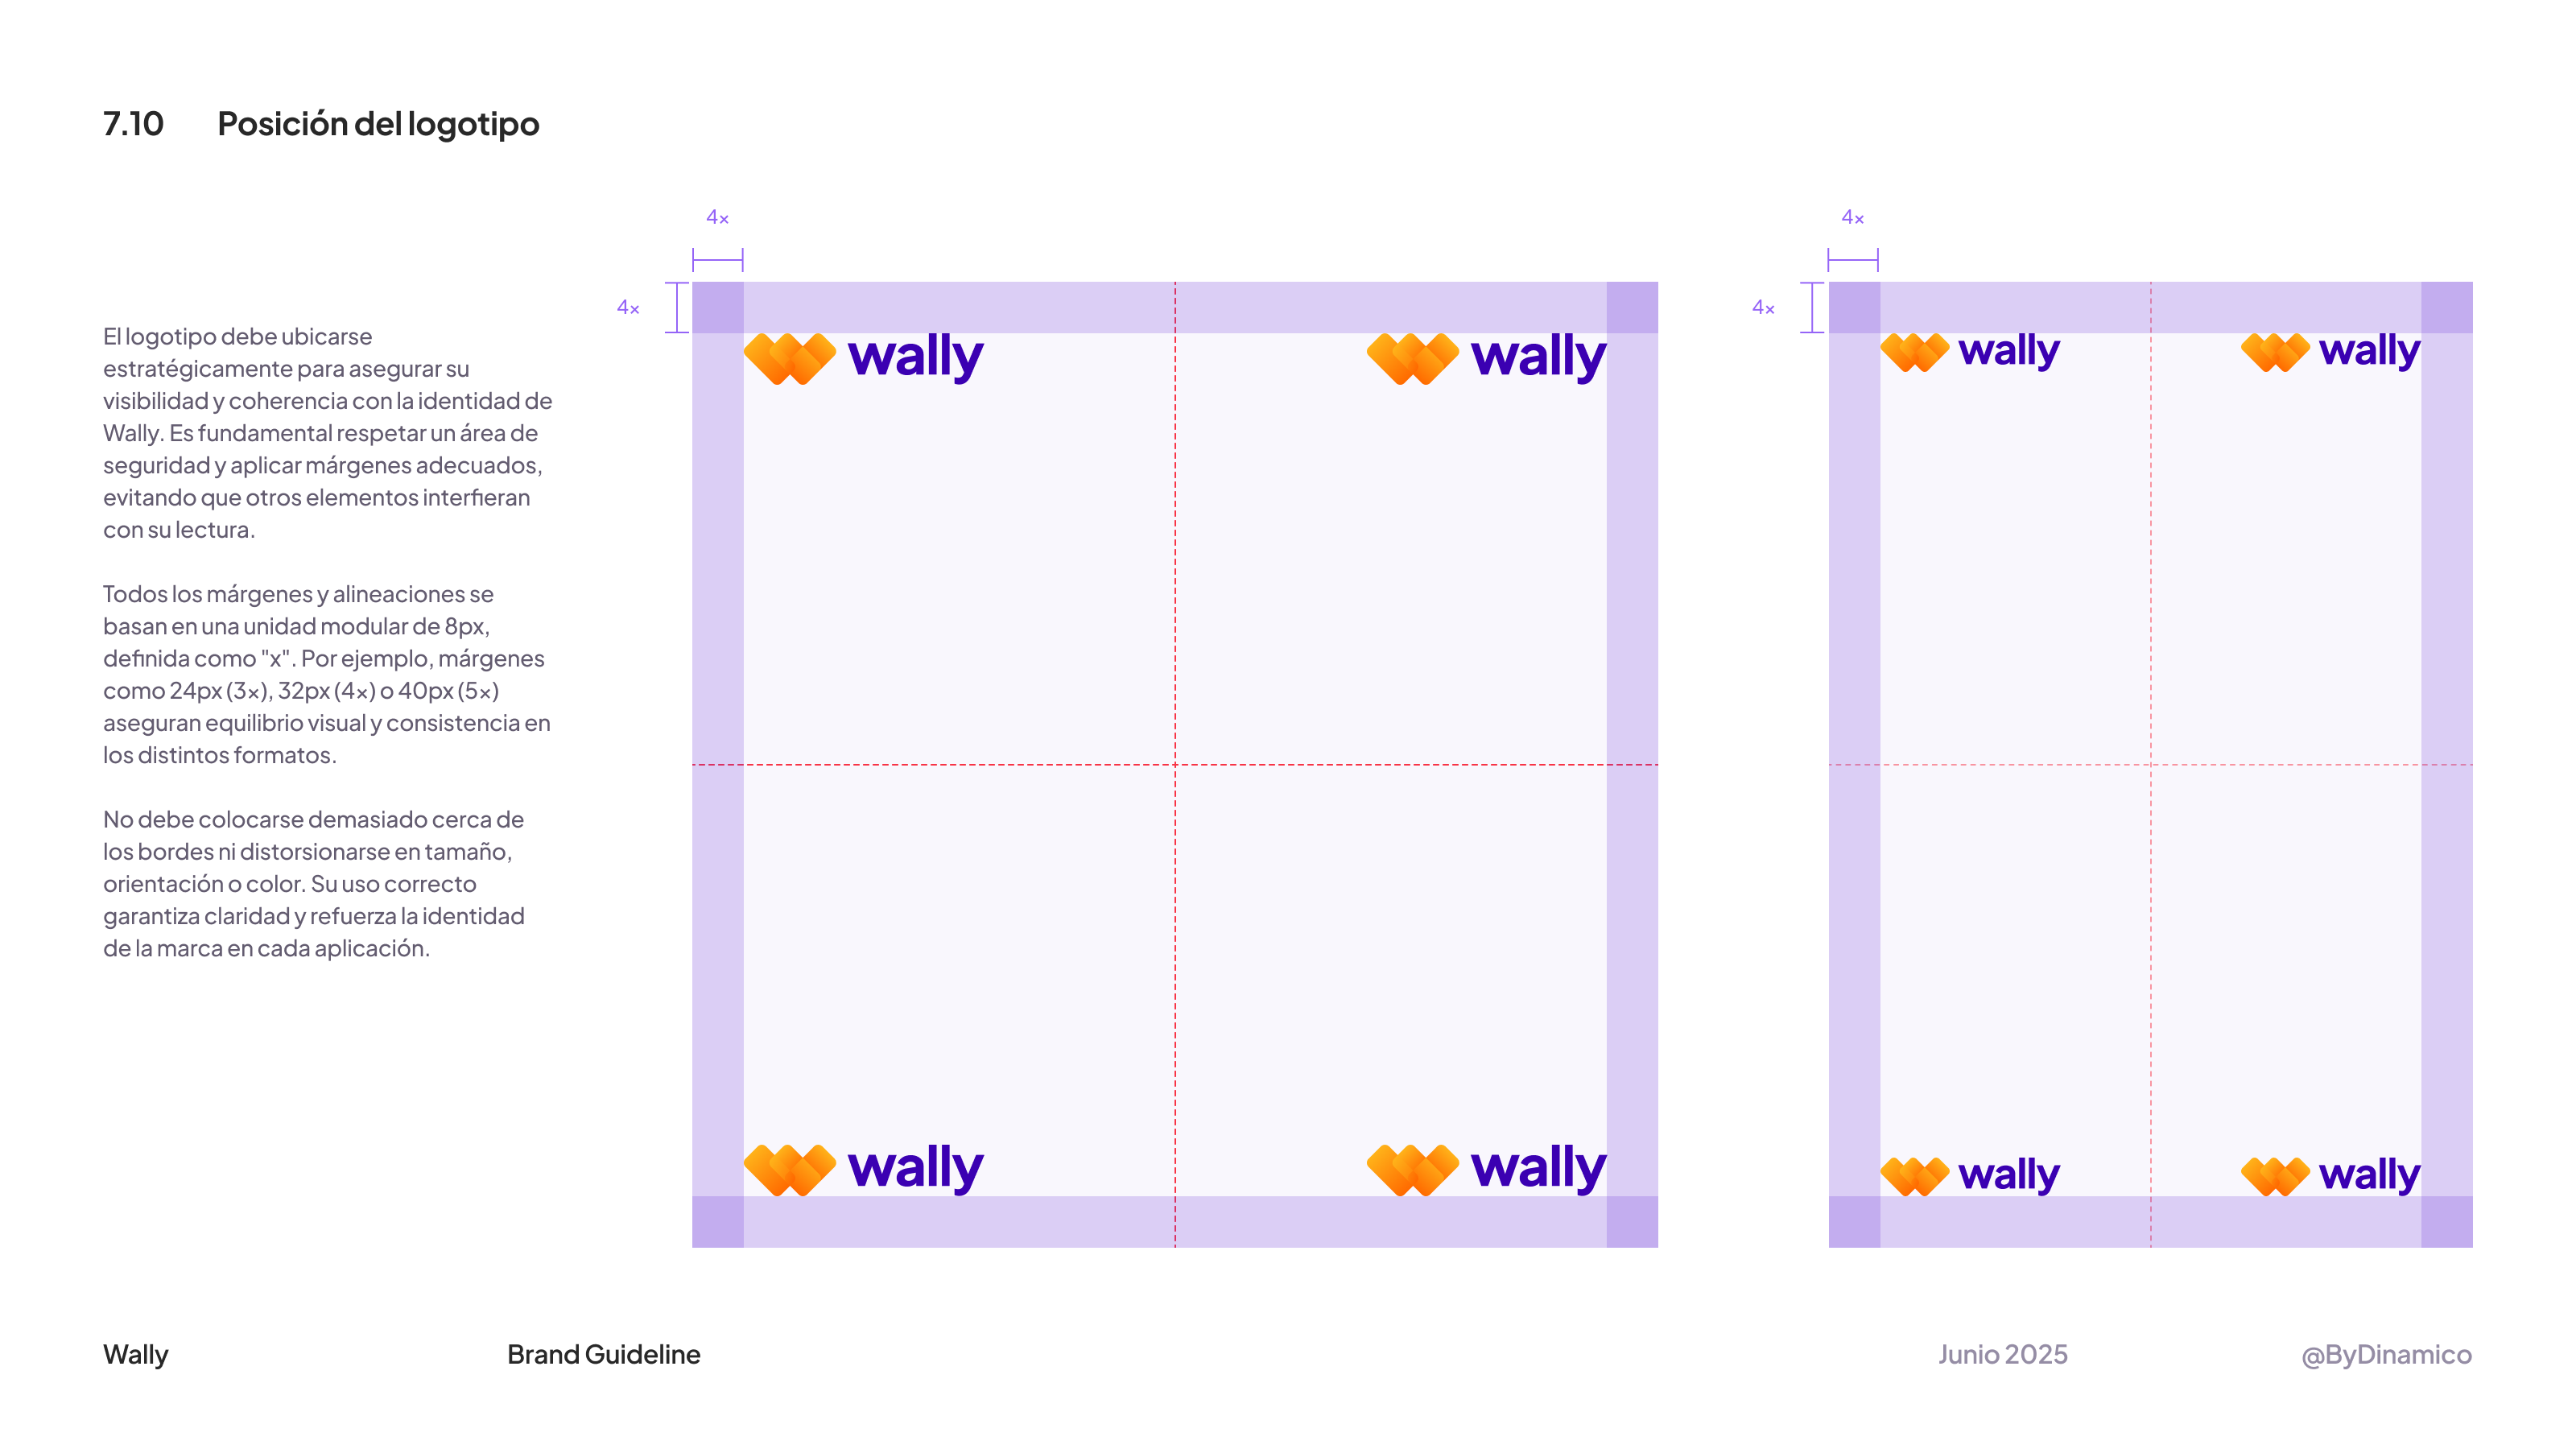 7.10 Posición del logotipo
El logotipo debe ubicarse
estratégicamente para asegurar su
visibilidad y coherencia con la identidad de
Wally. Es fundamental respetar un área de
seguridad y aplicar márgenes adecuados,
evitando que otros elementos interfieran
con su lectura.
Todos los márgenes y alineaciones se
basan en una unidad modular de 8px,
definida como "x". Por ejemplo, márgenes
como 24px (3×), 32px (4×) o 40px (5×)
aseguran equilibrio visual y consistencia en
los distintos formatos.
No debe colocarse demasiado cerca de
los bordes ni distorsionarse en tamaño,
orientación o color. Su uso correcto
garantiza claridad y refuerza la identidad
de la marca en cada aplicación.
4×
4×
wally wally
wally wally
4×
4×
wally wally
wally wally
Wally Brand Guideline Junio 2025 @ByDinamico